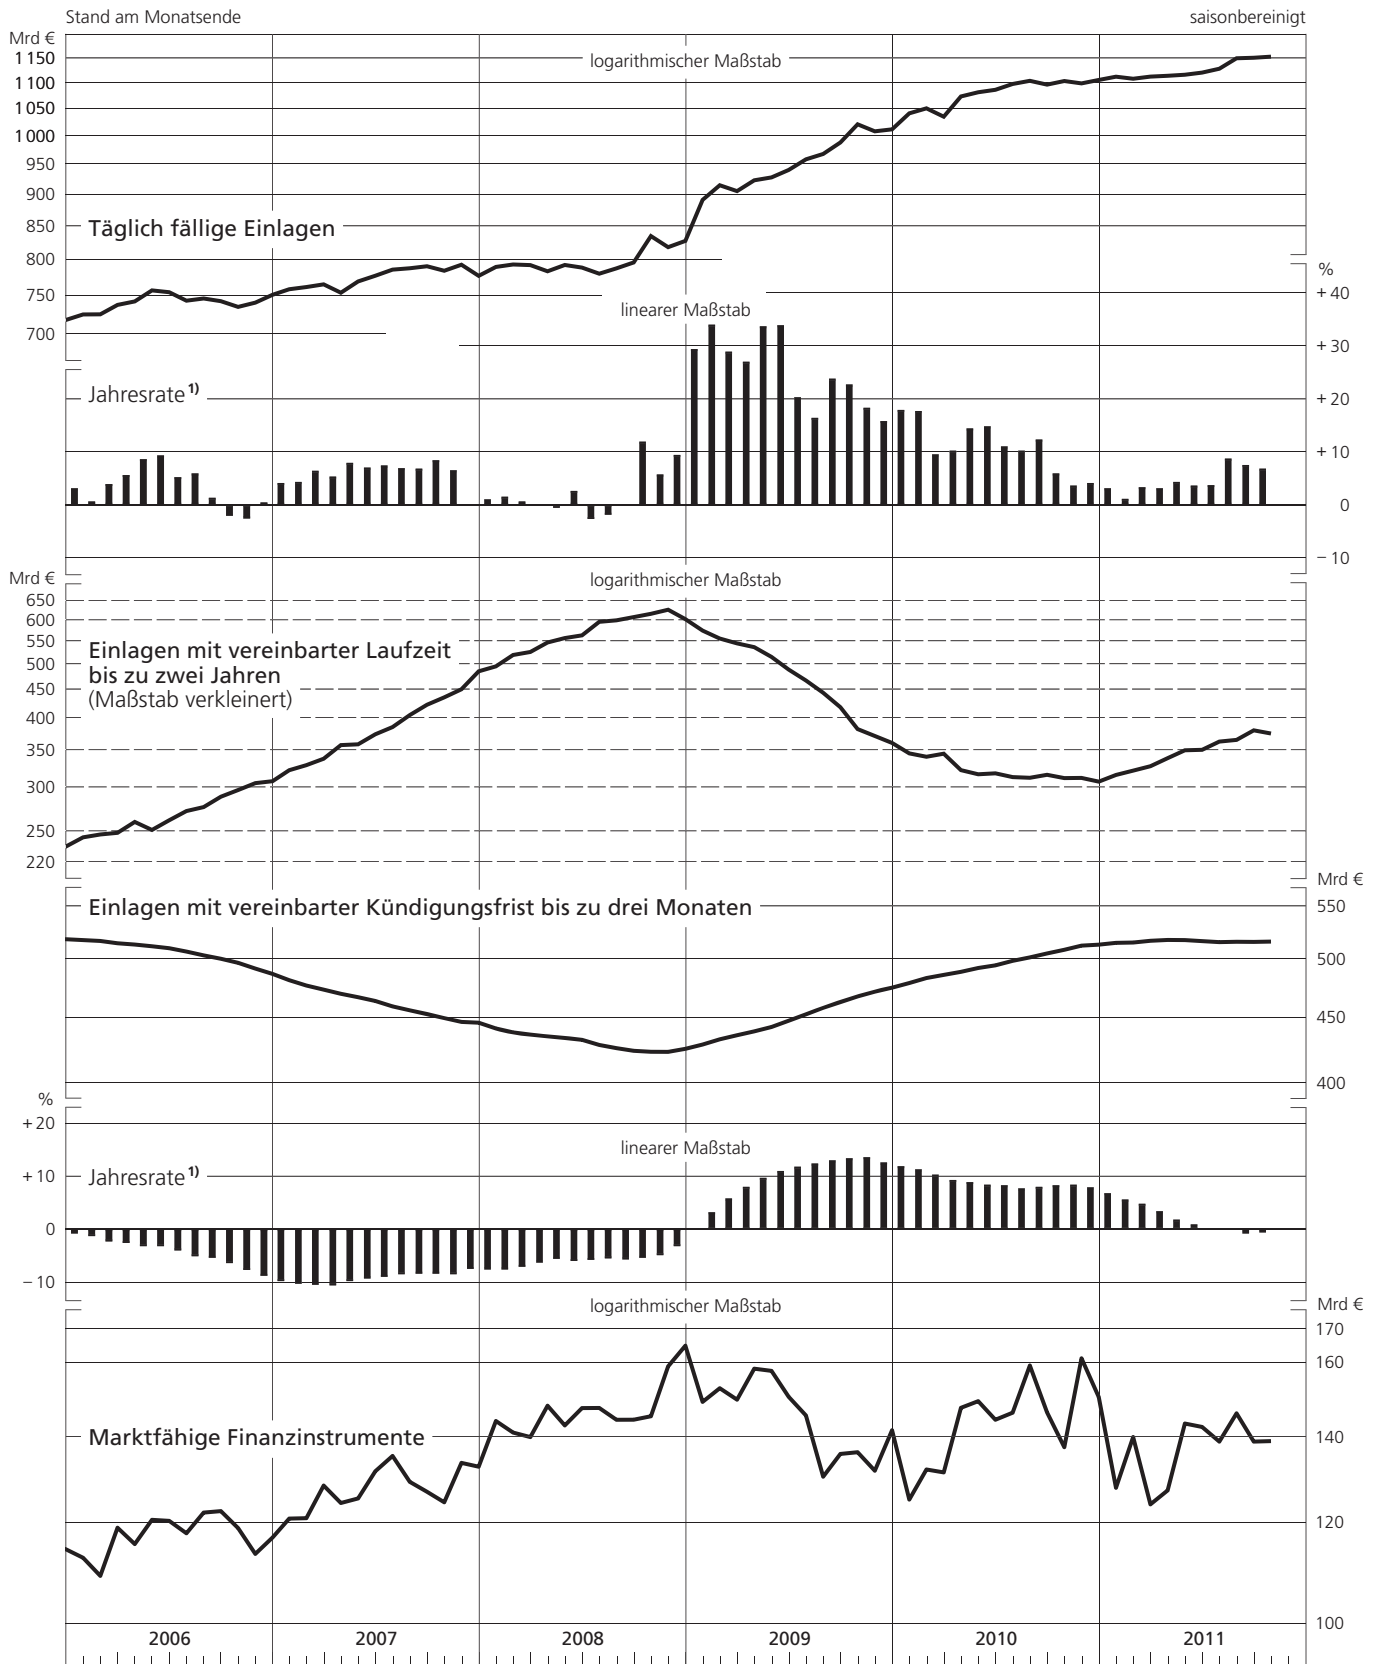 Stand am Monatsende
saisonbereinigt
Mrd €
1 150
logarithmischer Maßstab
1 100
1 050
1 000
950
900
850
Täglich fällige Einlagen
800
%
750
+ 40
linearer Maßstab
700
+ 30
Jahresrate 1)
+ 20
+ 10
0
− 10
Mrd €
logarithmischer Maßstab
650
600
550
Einlagen mit vereinbarter Laufzeit
500
bis zu zwei Jahren
450
(Maßstab verkleinert)
400
350
300
250
220
Mrd €
Einlagen mit vereinbarter Kündigungsfrist bis zu drei Monaten
550
500
450
400
%
+ 20
linearer Maßstab
+ 10
Jahresrate 1)
0
− 10
logarithmischer Maßstab
Mrd €
170
160
Marktfähige Finanzinstrumente
140
120
100
2006 2007 2008 2009 2010 2011